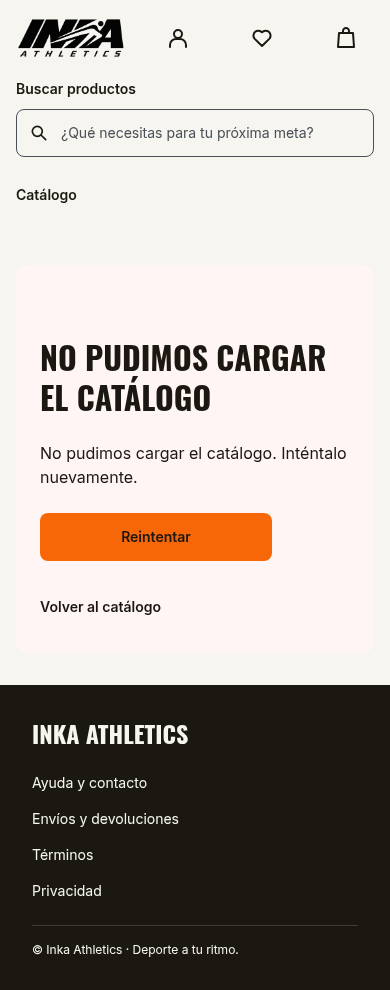 INKA
ATHLETICS
Buscar productos
¿Qué necesitas para tu próxima meta?
Catálogo
NO PUDIMOS CARGAR
EL CATÁLOGO
No pudimos cargar el catálogo. Inténtalo
nuevamente.
Reintentar
Volver al catálogo
INKA ATHLETICS
Ayuda y contacto
Envíos y devoluciones
Términos
Privacidad
© Inka Athletics · Deporte a tu ritmo.